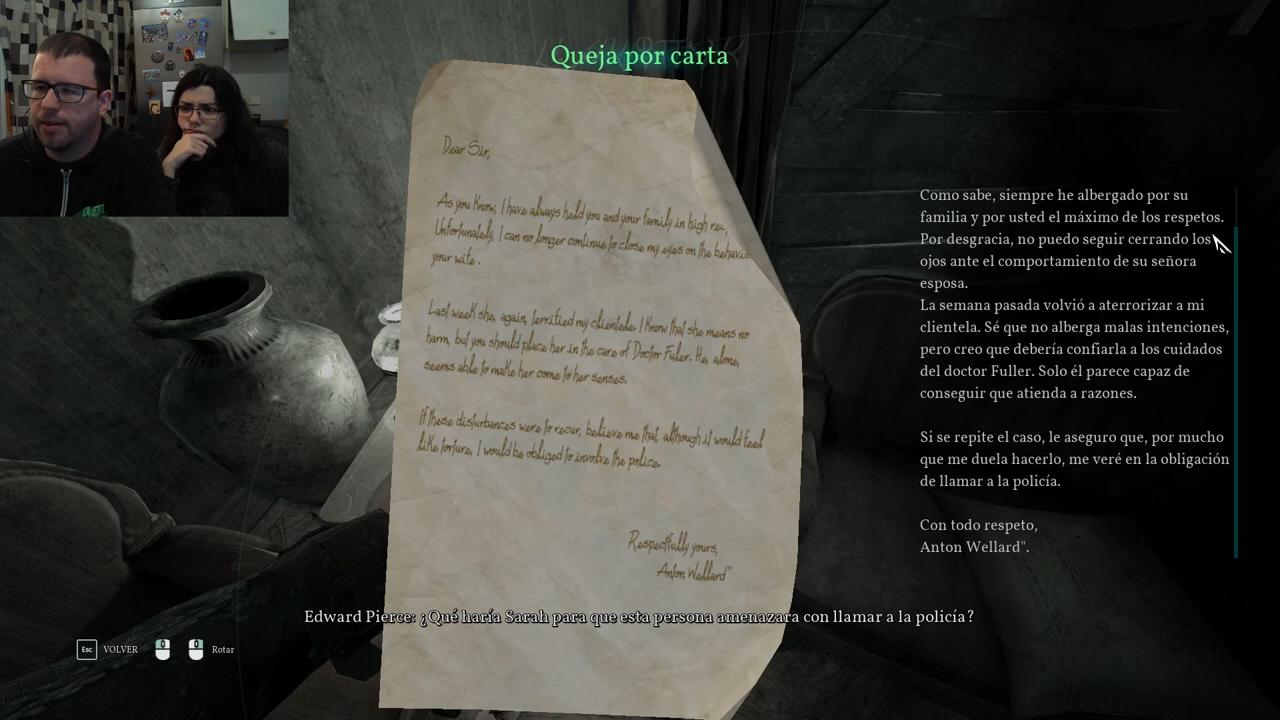 Queja por carta
Dear Sir,
As you know, I have always held you and your family in high
Unfortunately, I can no longer continue to close my eyes on the
your wife.
Last week she, again, terrified my clientele. I know that she means no
harm, but you should place her in the care of Doctor Fuller. He, alone,
seems able to make her come to her senses.
If these disturbances were to recur, believe me that, although it would feel
like torture, I would be obliged to involve the police.
Respectfully yours,
Anton Wellard"
Como sabe, siempre he albergado por su
familia y por usted el máximo de los respetos.
Por desgracia, no puedo seguir cerrando los
ojos ante el comportamiento de su señora
esposa.
La semana pasada volvió a aterrorizar a mi
clientela. Sé que no alberga malas intenciones,
pero creo que debería confiarla a los cuidados
del doctor Fuller. Solo él parece capaz de
conseguir que atienda a razones.
Si se repite el caso, le aseguro que, por mucho
que me duela hacerlo, me veré en la obligación
de llamar a la policía.
Con todo respeto,
Anton Wellard".
Edward Pierce: ¿Qué haría Sarah para que esta persona amenazara con llamar a la policía?
Esc VOLVER Rotar